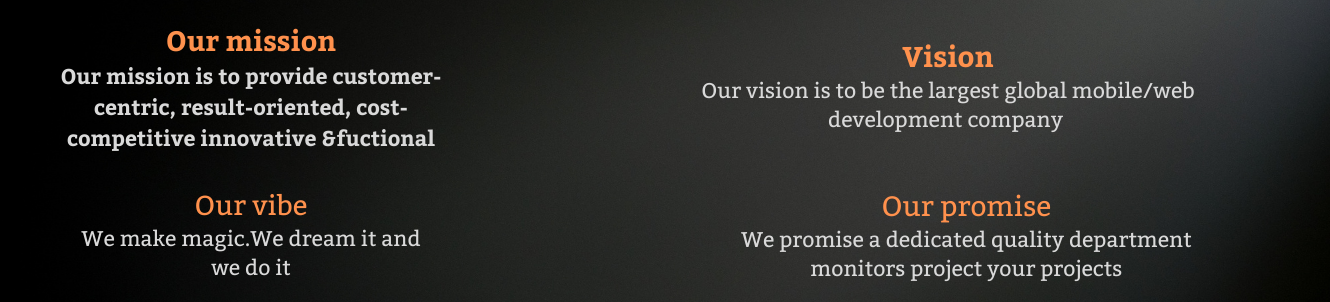 Our mission
Our mission is to provide customer-
centric, result-oriented, cost-
competitive innovative &fuctional
Vision
Our vision is to be the largest global mobile/web
development company
Our vibe
We make magic.We dream it and
we do it
Our promise
We promise a dedicated quality department
monitors project your projects